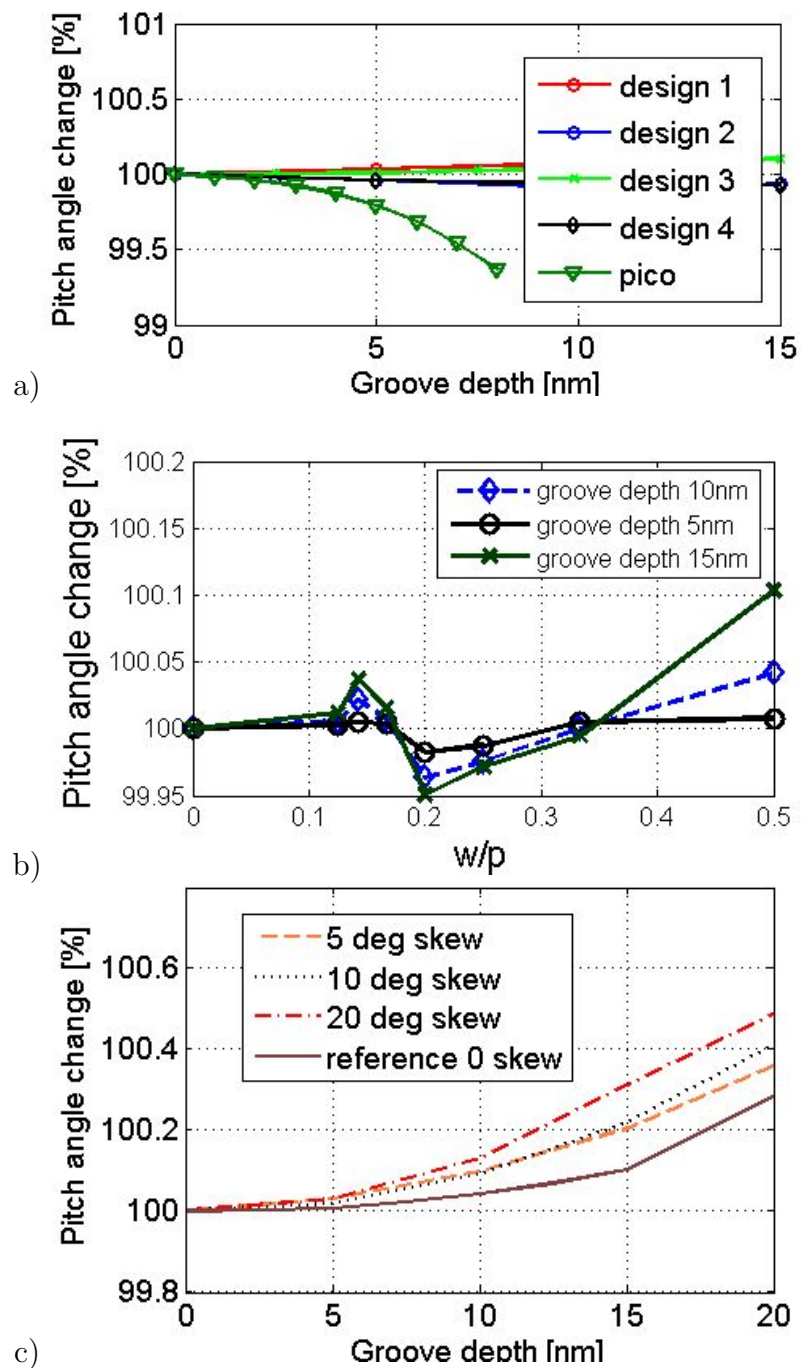 Pitch angle change [%]
101
100.5
100
99.5
99
0 5 10 15
Groove depth [nm]
design 1
design 2
design 3
design 4
pico
a)
Pitch angle change [%]
100.2
100.15
100.1
100.05
100
99.95
0 0.1 0.2 0.3 0.4 0.5
w/p
groove depth 10nm
groove depth 5nm
groove depth 15nm
b)
Pitch angle change [%]
100.6
100.4
100.2
100
99.8
0 5 10 15 20
Groove depth [nm]
5 deg skew
10 deg skew
20 deg skew
reference 0 skew
c)